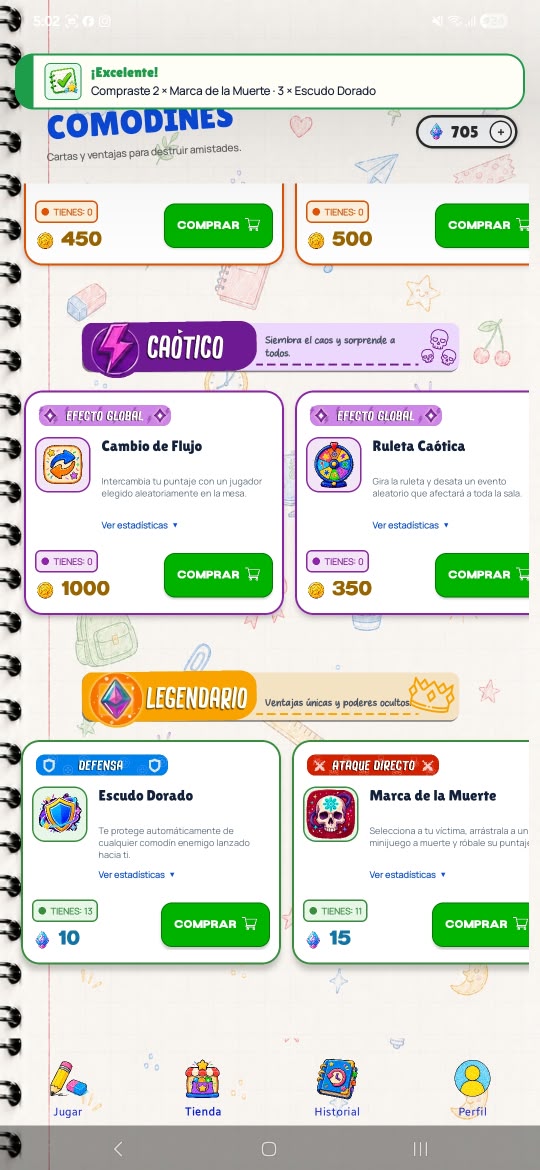 5:02
¡Excelente!
Compraste 2 × Marca de la Muerte · 3 × Escudo Dorado
COMODINES
Cartas y ventajas para destruir amistades.
705 +
TIENES: 0
450
COMPRAR
TIENES: 0
500
COMPRAR
CAÓTICO
Siembra el caos y sorprende a
todos.
EFECTO GLOBAL
Cambio de Flujo
Intercambia tu puntaje con un jugador
elegido aleatoriamente en la mesa.
Ver estadísticas ▼
TIENES: 0
1000
COMPRAR
EFECTO GLOBAL
Ruleta Caótica
Gira la ruleta y desata un evento
aleatorio que afectará a toda la sala.
Ver estadísticas ▼
TIENES: 0
350
COMPRAR
LEGENDARIO
Ventajas únicas y poderes ocultos.
DEFENSA
Escudo Dorado
Te protege automáticamente de
cualquier comodín enemigo lanzado
hacia ti.
Ver estadísticas ▼
TIENES: 13
10
COMPRAR
ATAQUE DIRECTO
Marca de la Muerte
Selecciona a tu víctima, arrástrala a un
minijuego a muerte y róbale su puntaje
Ver estadísticas ▼
TIENES: 11
15
COMPRAR
Jugar
Tienda
Historial
Perfil